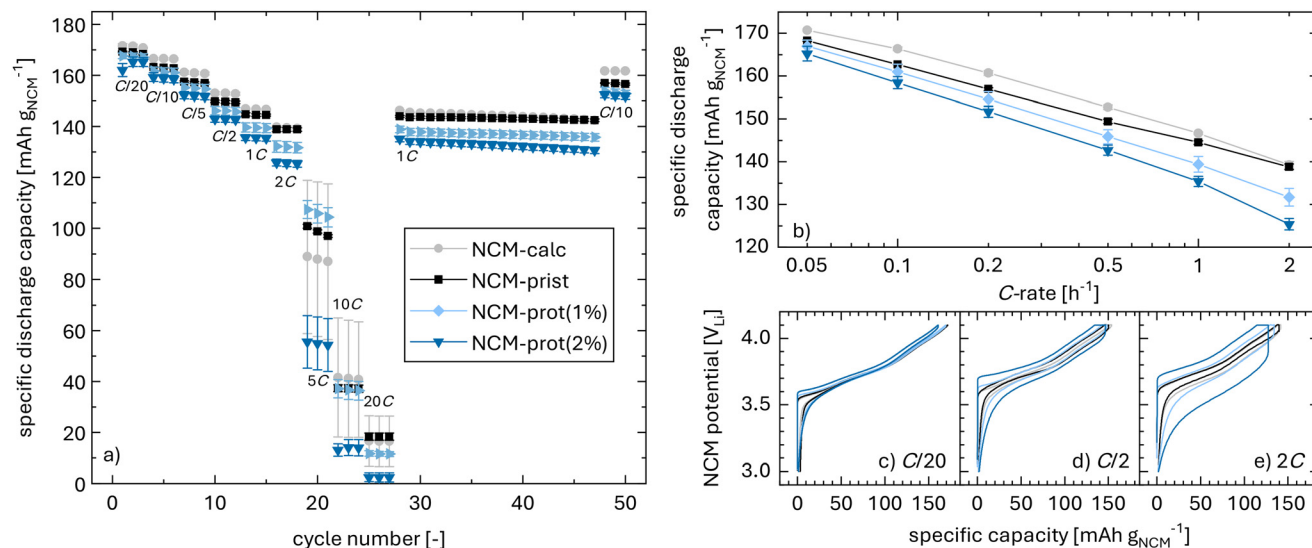 specific discharge capacity [mAh gNCM⁻¹]
180
160
140
120
100
80
60
40
20
0
C/20
C/10
C/5
C/2
1C
2C
5C
10C
20C
1C
C/10
NCM-calc
NCM-prist
NCM-prot(1%)
NCM-prot(2%)
a)
0 10 20 30 40 50
cycle number [-]
specific discharge
capacity [mAh gNCM⁻¹]
170
160
150
140
130
120
b)
0.05 0.1 0.2 0.5 1 2
C-rate [h⁻¹]
NCM potential [VLi]
4.0
3.5
3.0
c) C/20
d) C/2
e) 2C
0 50 100 150 0 50 100 150 0 50 100 150
specific capacity [mAh gNCM⁻¹]